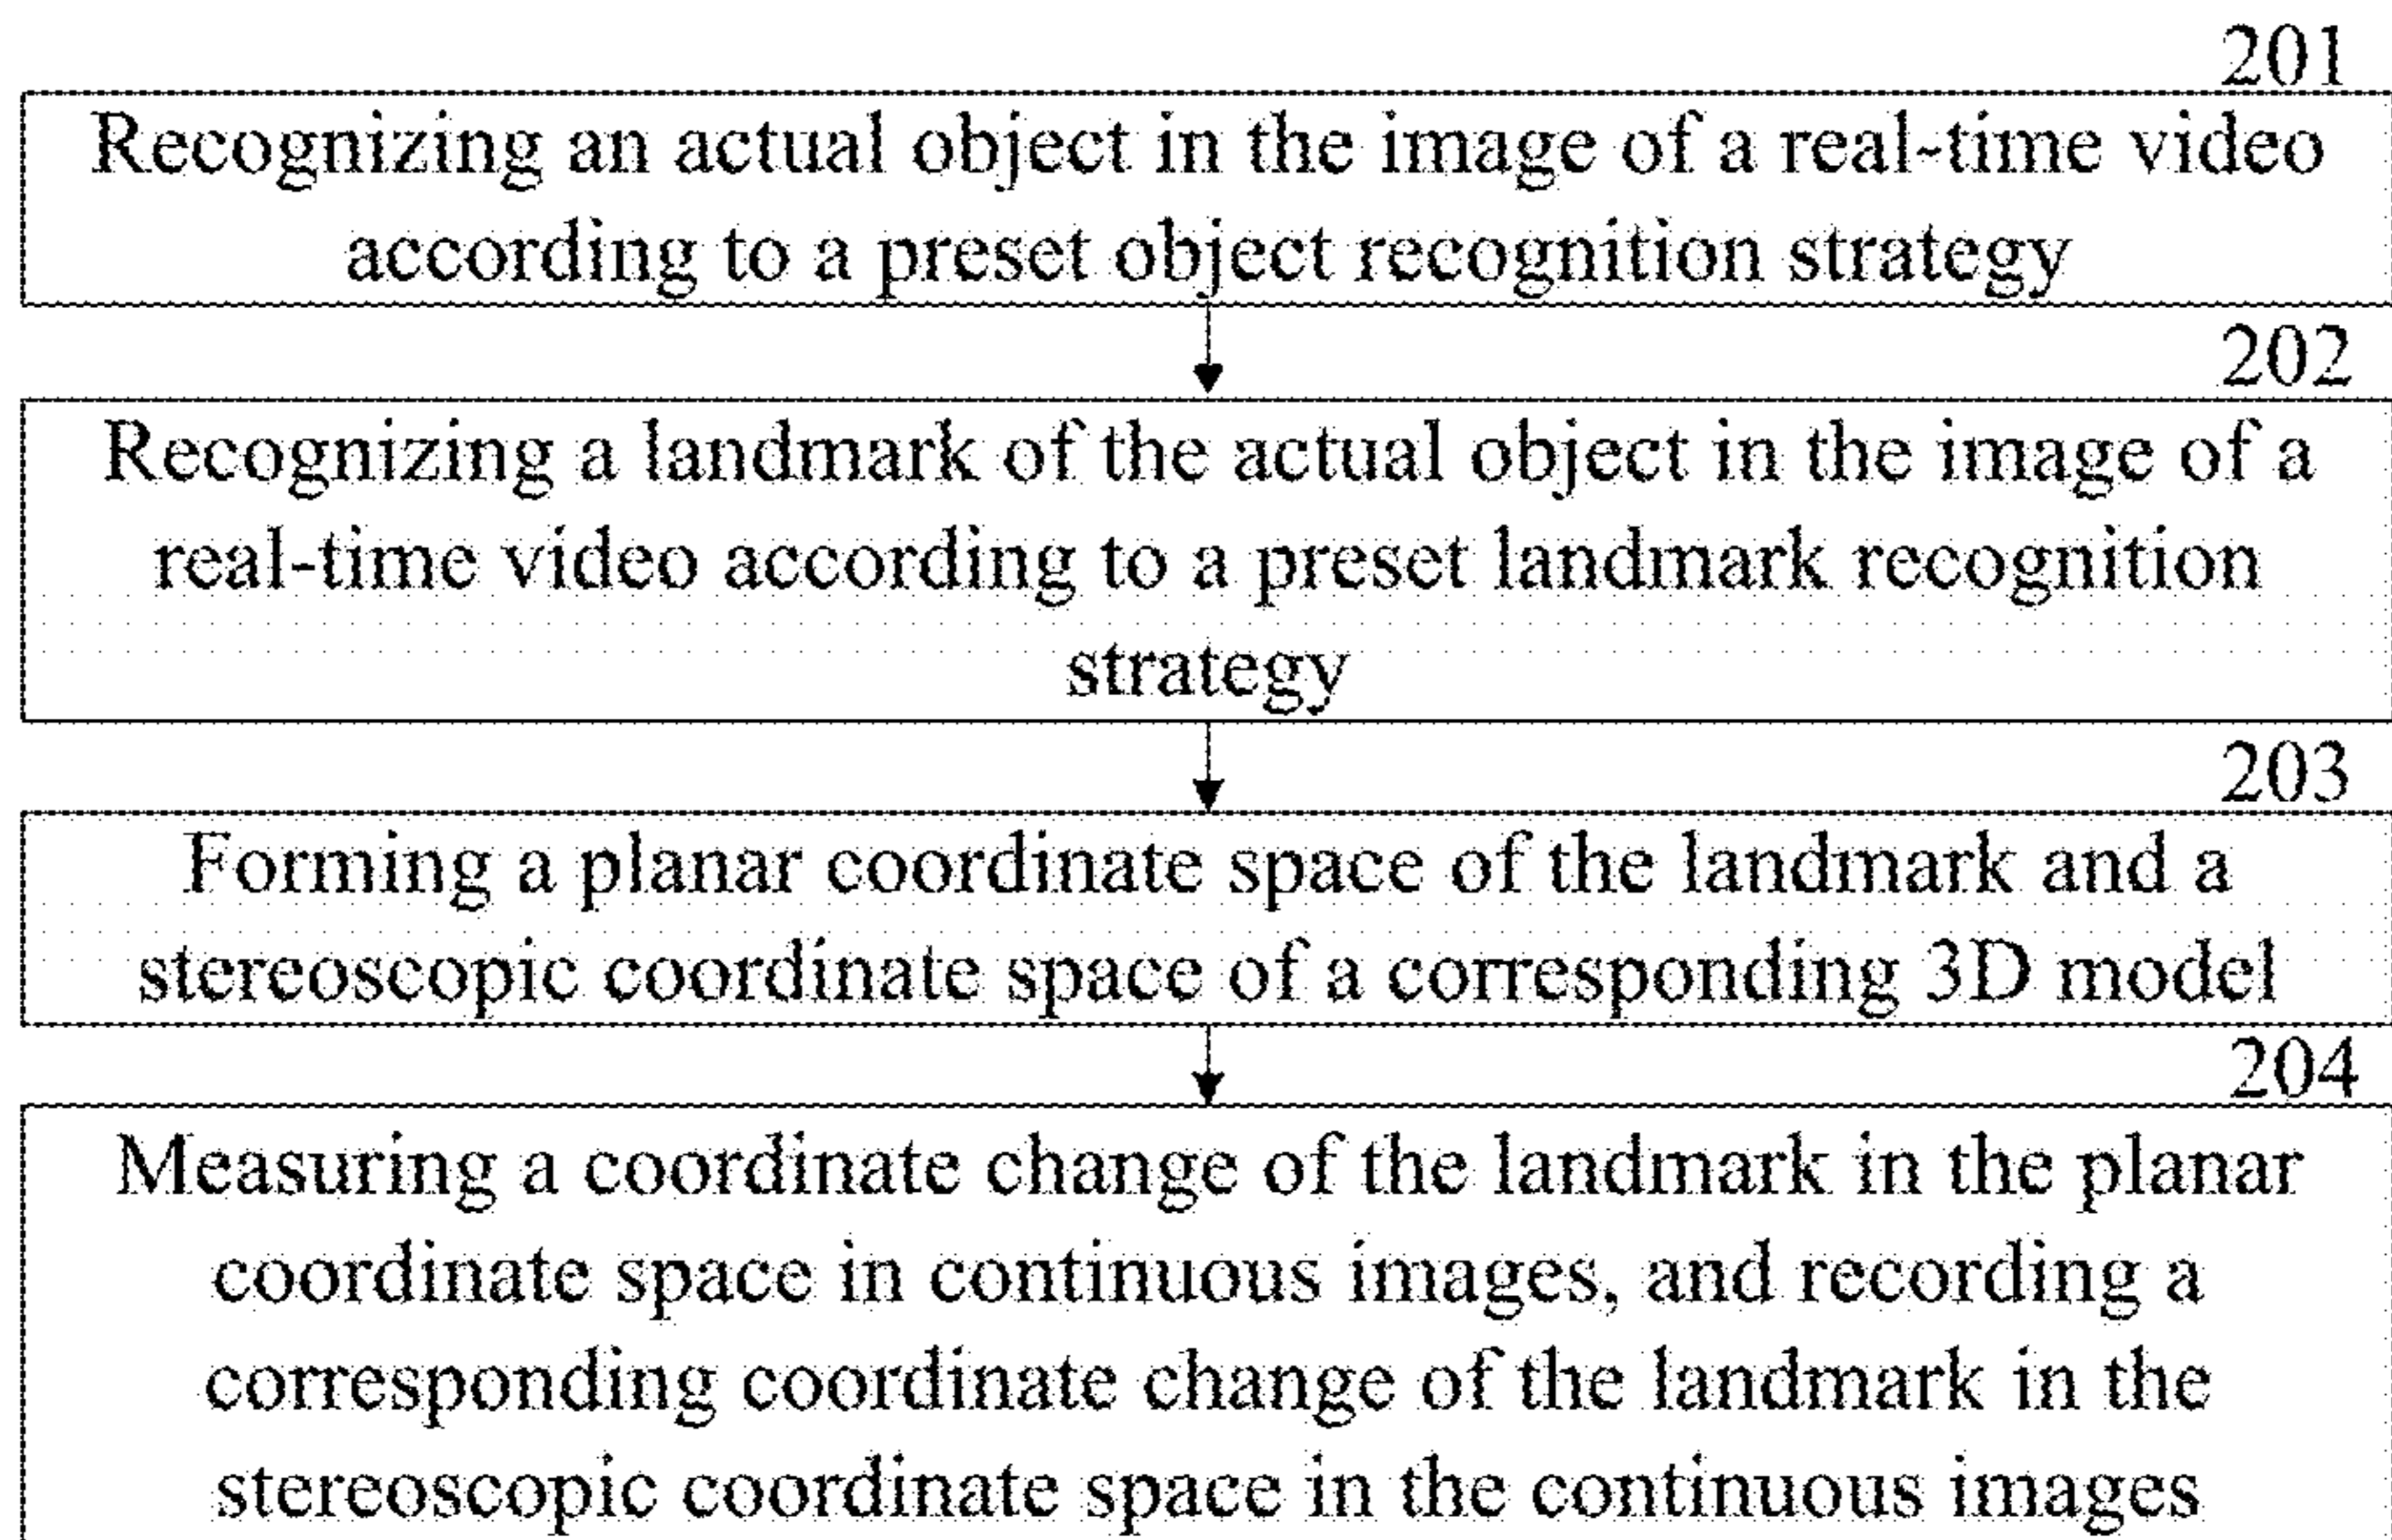 201
Recognizing an actual object in the image of a real-time video
according to a preset object recognition strategy
202
Recognizing a landmark of the actual object in the image of a
real-time video according to a preset landmark recognition
strategy
203
Forming a planar coordinate space of the landmark and a
stereoscopic coordinate space of a corresponding 3D model
204
Measuring a coordinate change of the landmark in the planar
coordinate space in continuous images, and recording a
corresponding coordinate change of the landmark in the
stereoscopic coordinate space in the continuous images